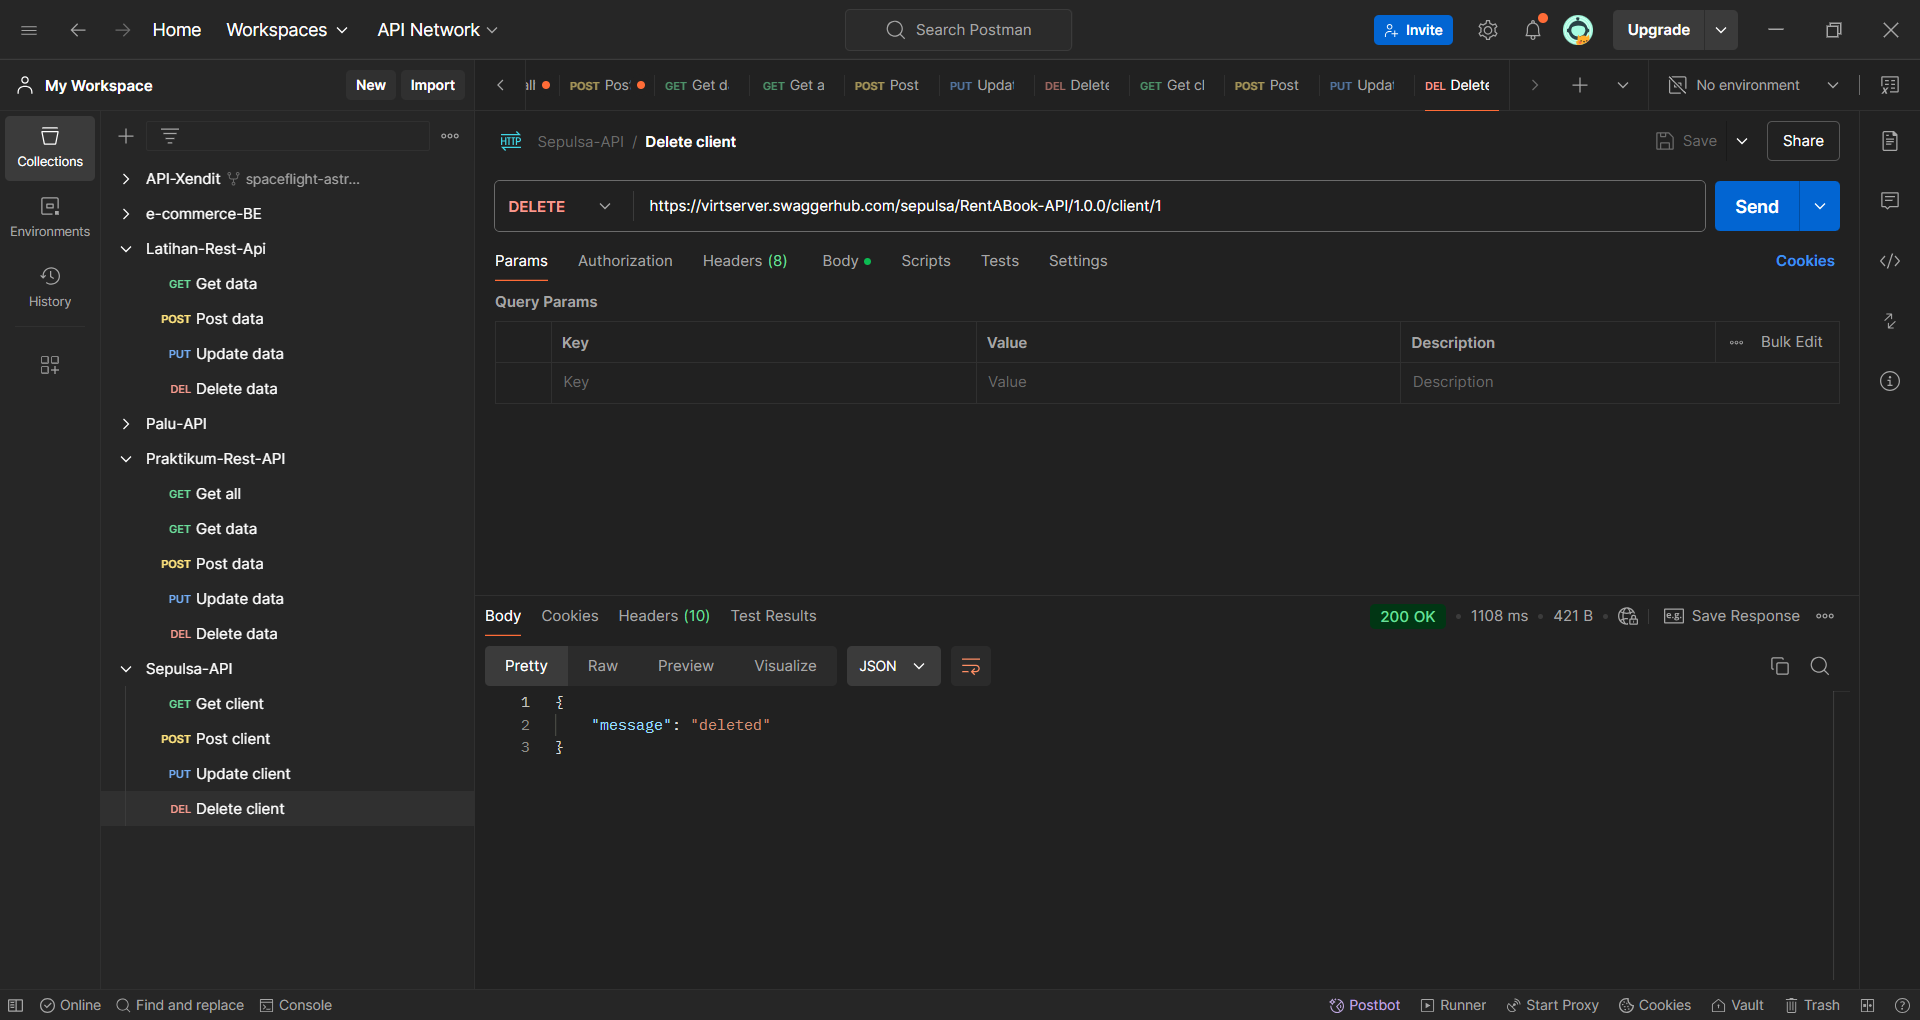 Home Workspaces API Network Search Postman Invite Upgrade
My Workspace New Import
all POST Pos GET Get d GET Get a POST Post PUT Updat DEL Delete GET Get cl POST Post PUT Updat DEL Delete No environment
Collections
Environments
History
API-Xendit spaceflight-astr...
e-commerce-BE
Latihan-Rest-Api
GET Get data
POST Post data
PUT Update data
DEL Delete data
Palu-API
Praktikum-Rest-API
GET Get all
GET Get data
POST Post data
PUT Update data
DEL Delete data
Sepulsa-API
GET Get client
POST Post client
PUT Update client
DEL Delete client
HTTP Sepulsa-API / Delete client Save Share
DELETE https://virtserver.swaggerhub.com/sepulsa/RentABook-API/1.0.0/client/1 Send
Params Authorization Headers (8) Body Scripts Tests Settings Cookies
Query Params
Key Value Description Bulk Edit
Key Value Description
Body Cookies Headers (10) Test Results 200 OK 1108 ms 421 B e.g. Save Response
Pretty Raw Preview Visualize JSON
1 {
2 "message": "deleted"
3 }
Online Find and replace Console Postbot Runner Start Proxy Cookies Vault Trash